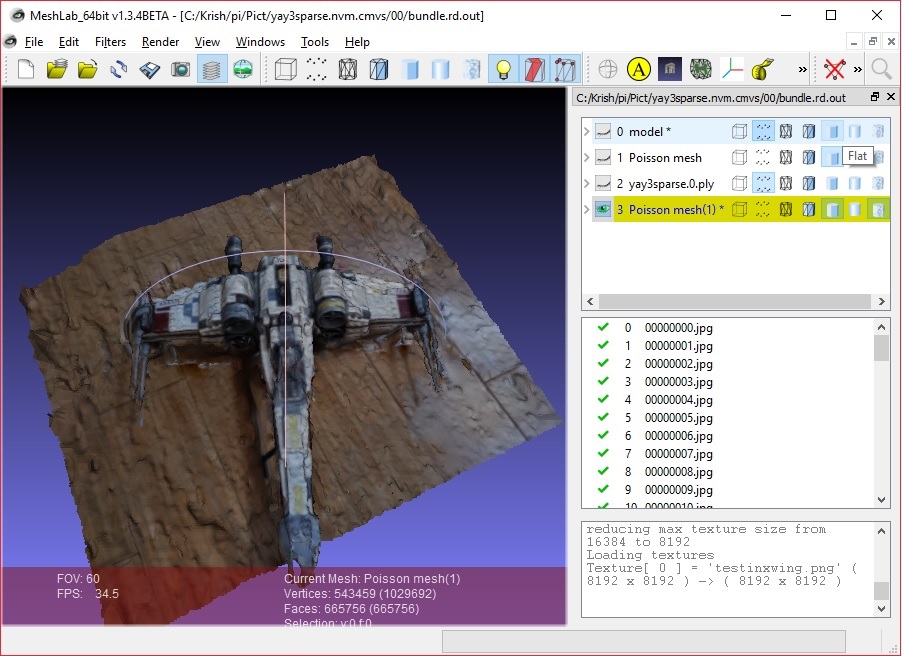 MeshLab_64bit v1.3.4BETA - [C:/Krish/pi/Pict/yay3sparse.nvm.cmvs/00/bundle.rd.out]
File Edit Filters Render View Windows Tools Help
A » »
C:/Krish/pi/Pict/yay3sparse.nvm.cmvs/00/bundle.rd.out
0 model *
1 Poisson mesh
Flat
2 yay3sparse.0.ply
3 Poisson mesh(1) *
0 00000000.jpg
1 00000001.jpg
2 00000002.jpg
3 00000003.jpg
4 00000004.jpg
5 00000005.jpg
6 00000006.jpg
7 00000007.jpg
8 00000008.jpg
9 00000009.jpg
10 00000010.jpg
reducing max texture size from
16384 to 8192
Loading textures
Texture[ 0 ] = 'testinxwing.png' (
8192 x 8192 ) -> ( 8192 x 8192 )
FOV: 60
FPS: 34.5
Current Mesh: Poisson mesh(1)
Vertices: 543459 (1029692)
Faces: 665756 (665756)
Selection: v:0 f:0